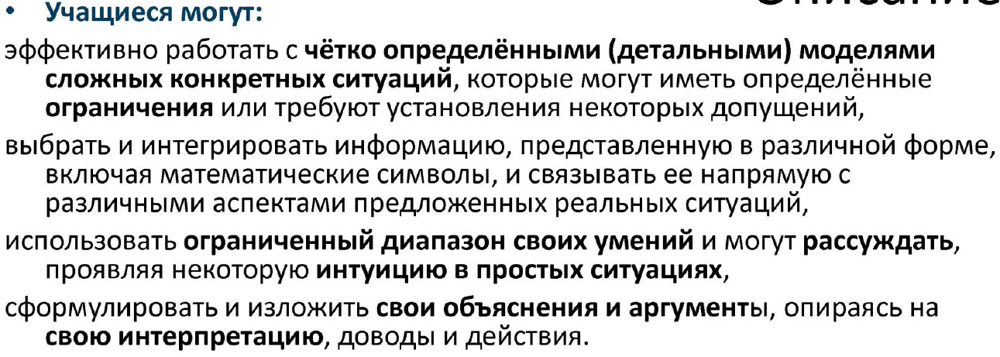 • Учащиеся могут:
эффективно работать с чётко определёнными (детальными) моделями
сложных конкретных ситуаций, которые могут иметь определённые
ограничения или требуют установления некоторых допущений,
выбрать и интегрировать информацию, представленную в различной форме,
включая математические символы, и связывать ее напрямую с
различными аспектами предложенных реальных ситуаций,
использовать ограниченный диапазон своих умений и могут рассуждать,
проявляя некоторую интуицию в простых ситуациях,
сформулировать и изложить свои объяснения и аргументы, опираясь на
свою интерпретацию, доводы и действия.